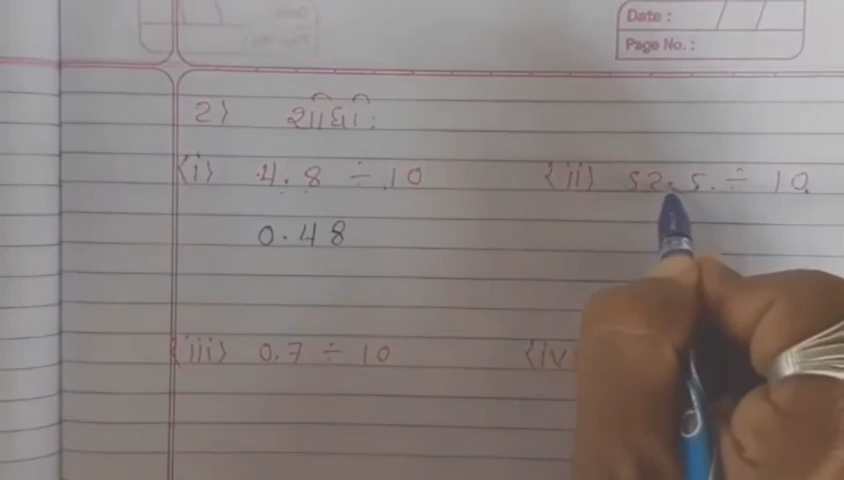 Date : / /
Page No. :
2) શોધો :
(i) 4.8 ÷ 10 (ii) 52.5 ÷ 10
0.48
(iii) 0.7 ÷ 10 (iv